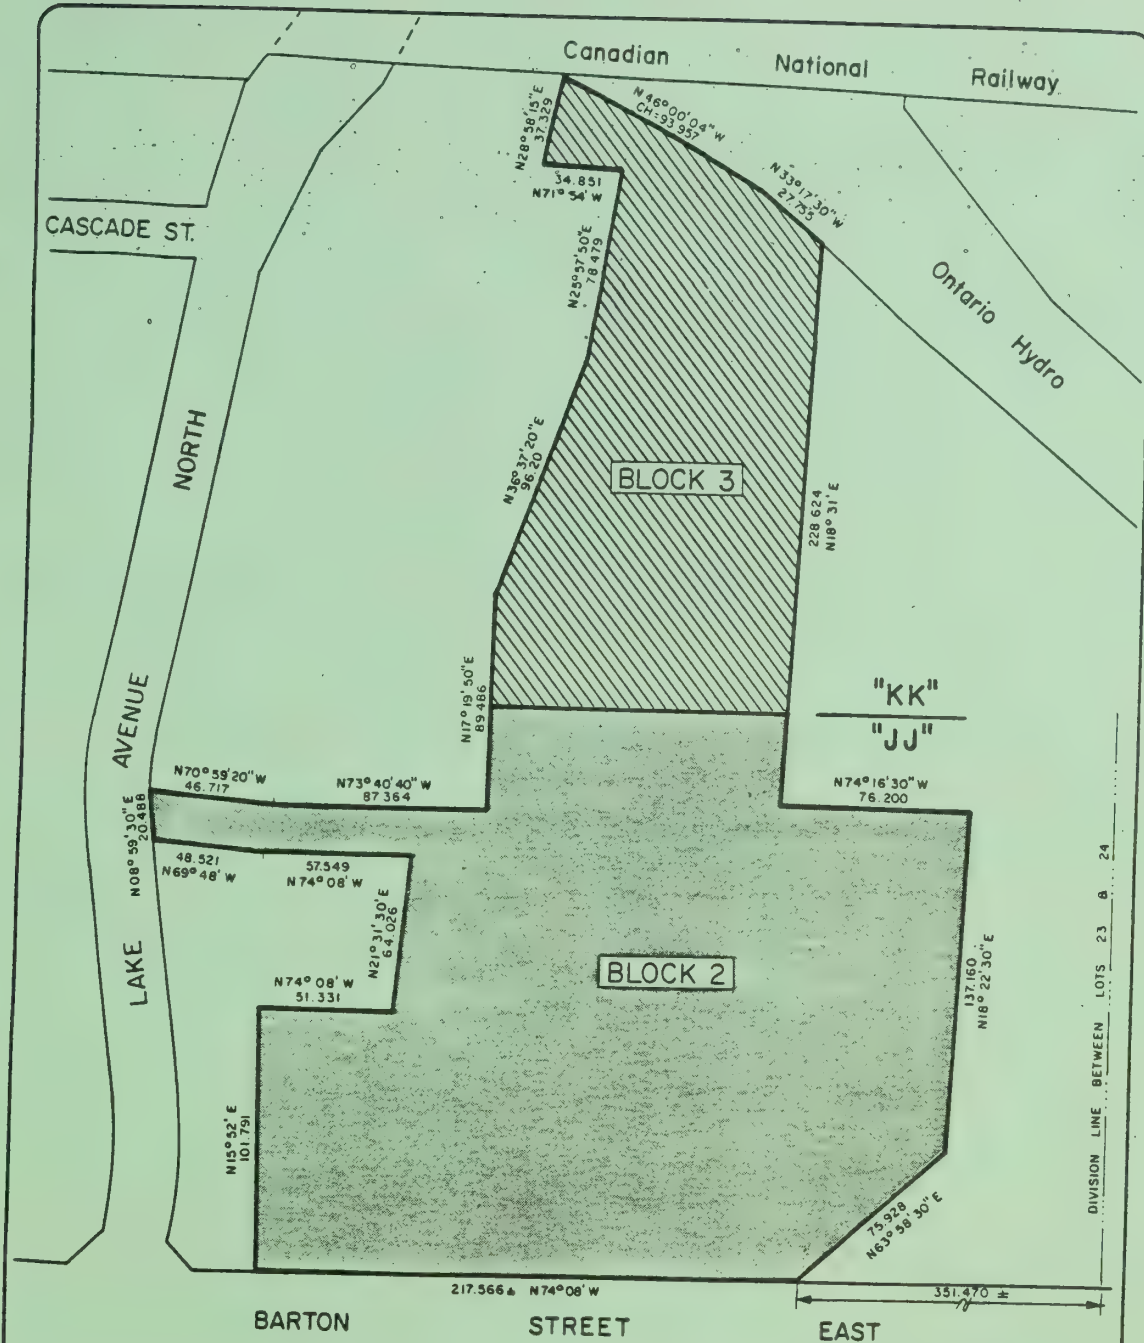 Canadian National Railway
N 46° 00' 04" W
CH=93.957
N28° 58' 15" E
37.329
34.851
N71° 54' W
N33° 17' 30" W
27.755
CASCADE ST.
N25° 57' 50" E
78 479
Ontario Hydro
NORTH
N36° 37' 20" E
96.20
BLOCK 3
228 624
N18° 31' E
"KK"
"JJ"
N17° 19' 50" E
89.486
AVENUE
N70° 59' 20" W
46.717
N73° 40' 40" W
87.364
N74° 16' 30" W
76.200
N08° 59' 30" E
20.488
48.521
N69° 48' W
57.549
N74° 08' W
N21° 31' 30" E
64.026
LAKE
N74° 08' W
51.331
BLOCK 2
137.160
N18° 22' 30" E
DIVISION LINE BETWEEN LOTS 23 & 24
N15° 52' E
101.791
75.928
N63° 58' 30" E
217.566± N74° 08' W
351.470 ±
BARTON STREET EAST